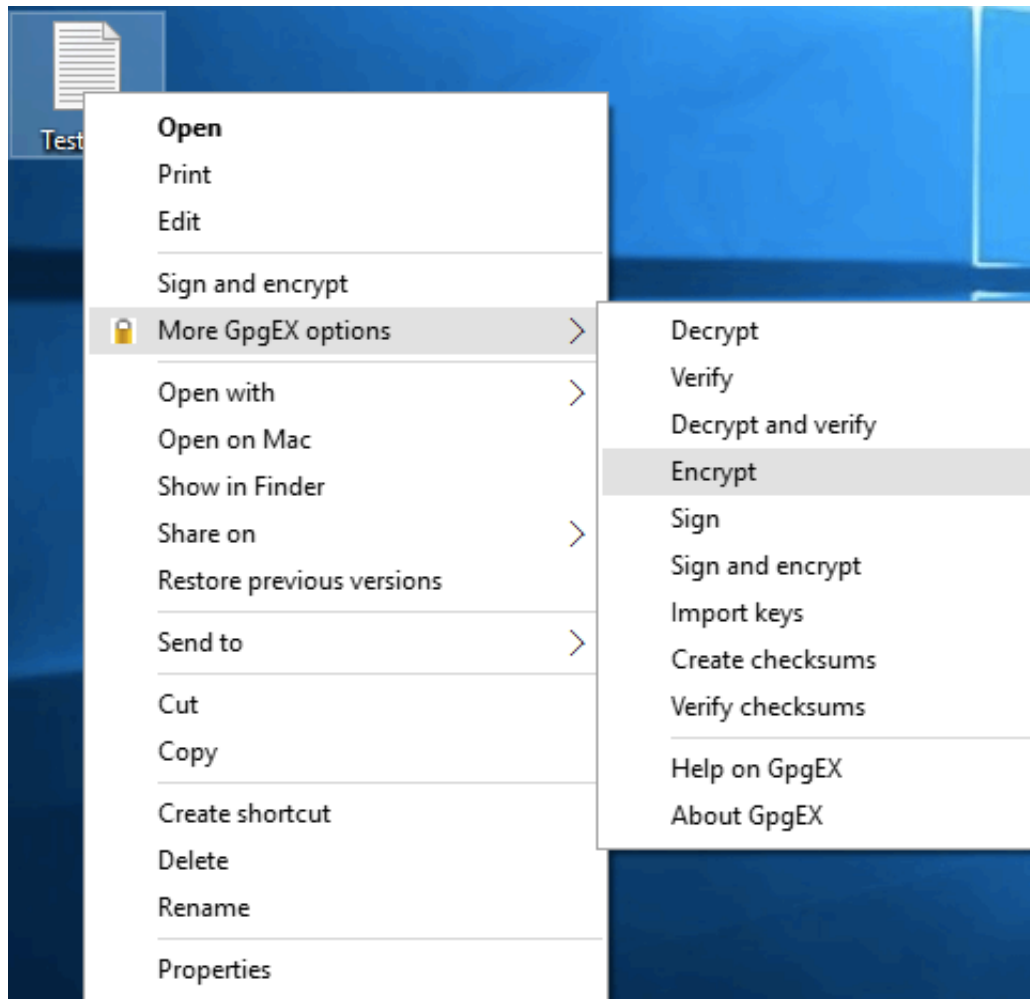 Test
Open
Print
Edit
Sign and encrypt
More GpgEX options
Open with
Open on Mac
Show in Finder
Share on
Restore previous versions
Send to
Cut
Copy
Create shortcut
Delete
Rename
Properties
Decrypt
Verify
Decrypt and verify
Encrypt
Sign
Sign and encrypt
Import keys
Create checksums
Verify checksums
Help on GpgEX
About GpgEX